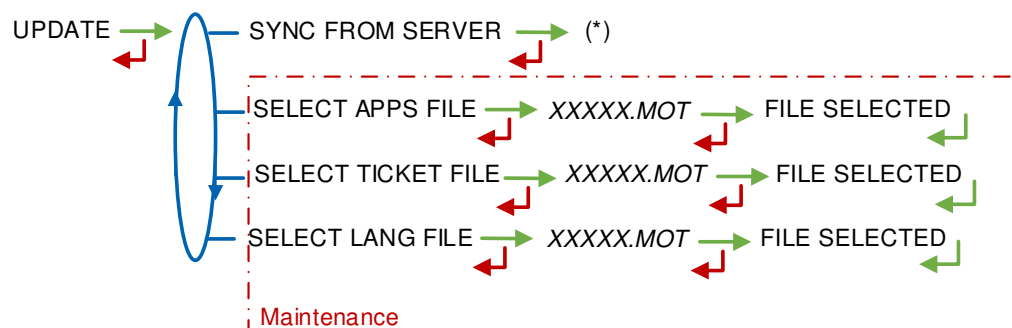 UPDATE SYNC FROM SERVER (*)
SELECT APPS FILE XXXXX.MOT FILE SELECTED
SELECT TICKET FILE XXXXX.MOT FILE SELECTED
SELECT LANG FILE XXXXX.MOT FILE SELECTED
Maintenance